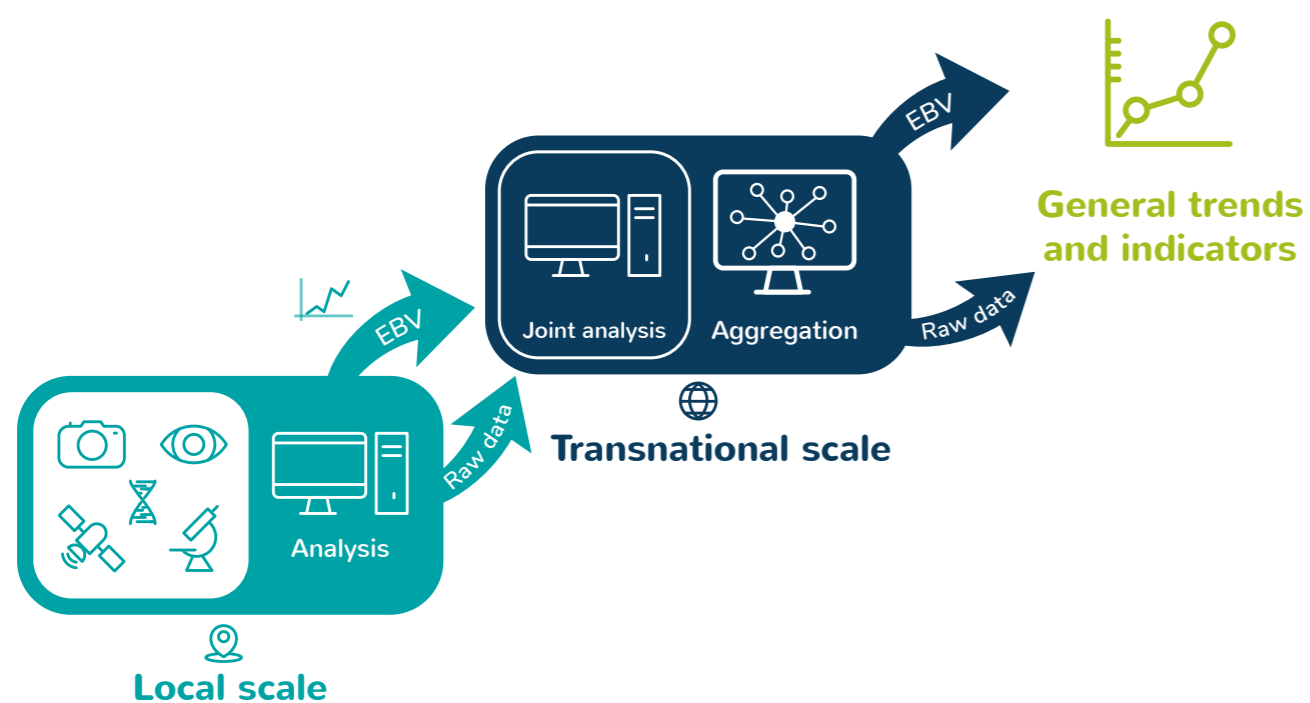 EBV
General trends
and indicators
Raw data
Joint analysis
Aggregation
EBV
Raw data
Transnational scale
Analysis
Local scale